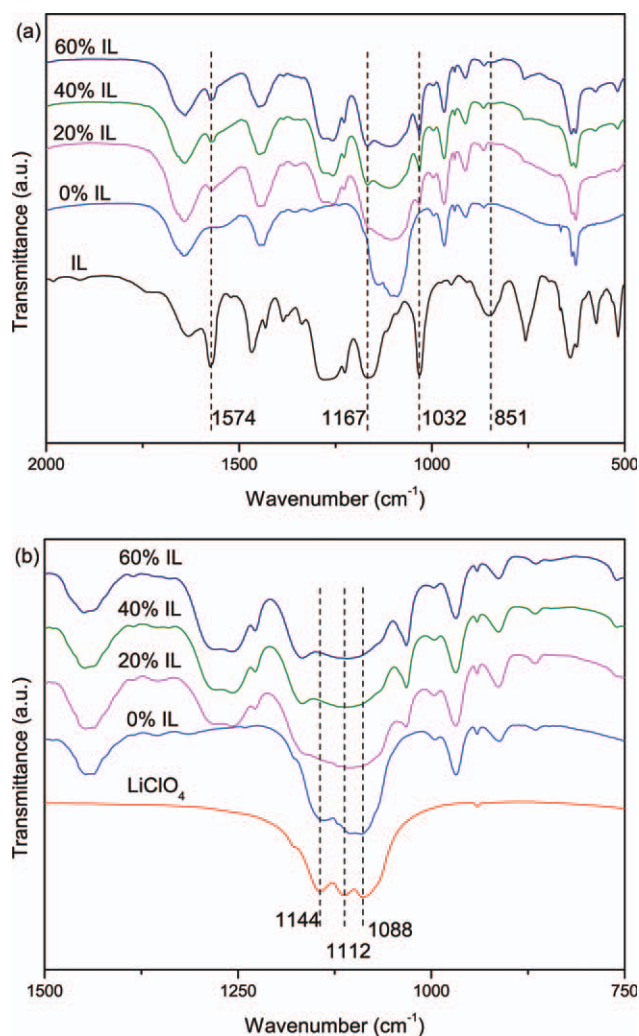 (a)
60% IL
40% IL
20% IL
0% IL
IL
Transmittance (a.u.)
1574 1167 1032 851
2000 1500 1000 500
Wavenumber (cm⁻¹)
(b)
60% IL
40% IL
20% IL
0% IL
LiClO₄
Transmittance (a.u.)
1144 1088
1112
1500 1250 1000 750
Wavenumber (cm⁻¹)